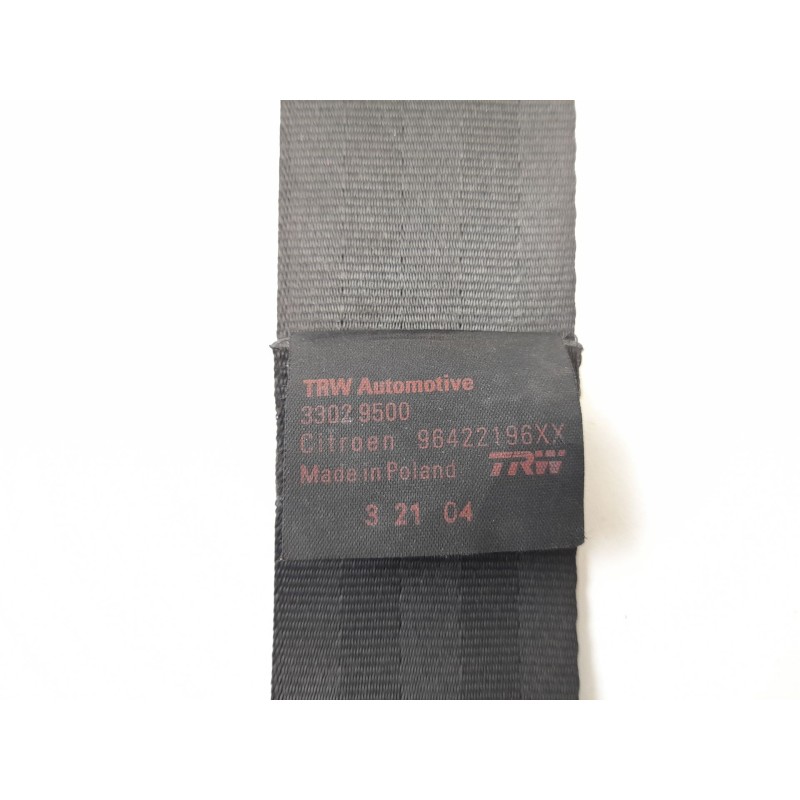 TRW Automotive
3302 9500
Citroen 96422196XX
Made in Poland TRW
3 21 04